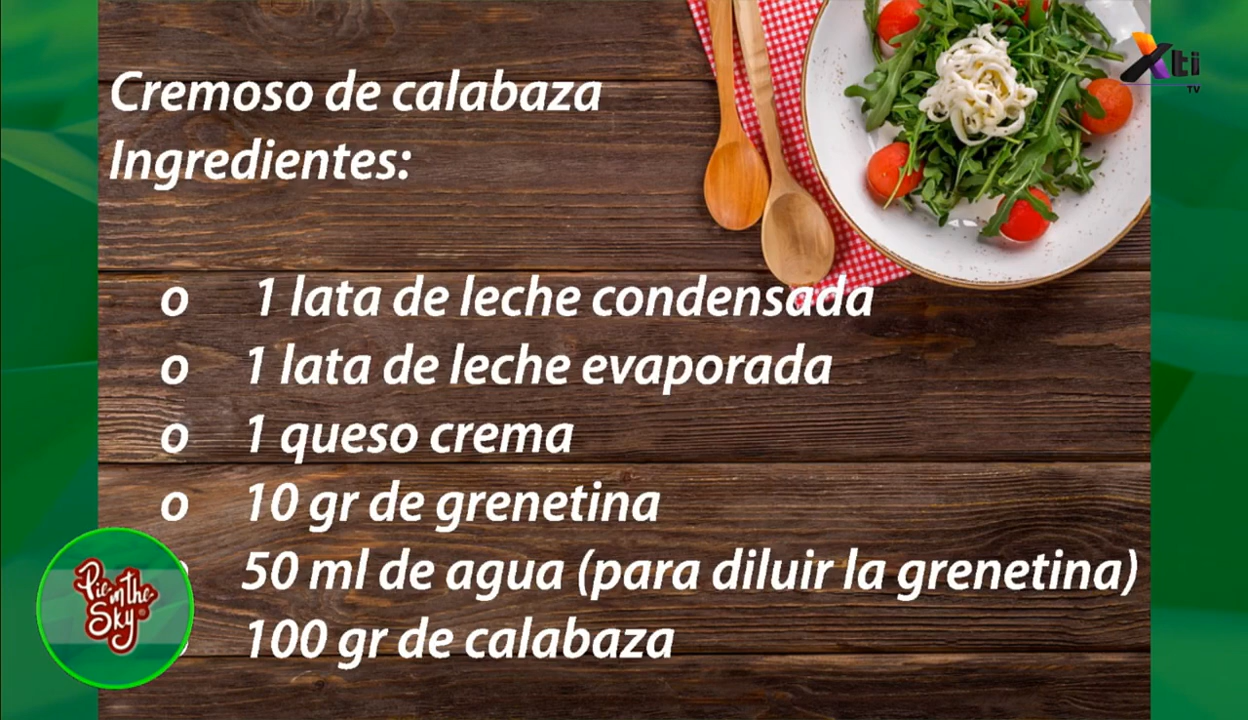 Xti
TV
Cremoso de calabaza
Ingredientes:
o 1 lata de leche condensada
o 1 lata de leche evaporada
o 1 queso crema
o 10 gr de grenetina
50 ml de agua (para diluir la grenetina)
100 gr de calabaza
Pie in the
Sky